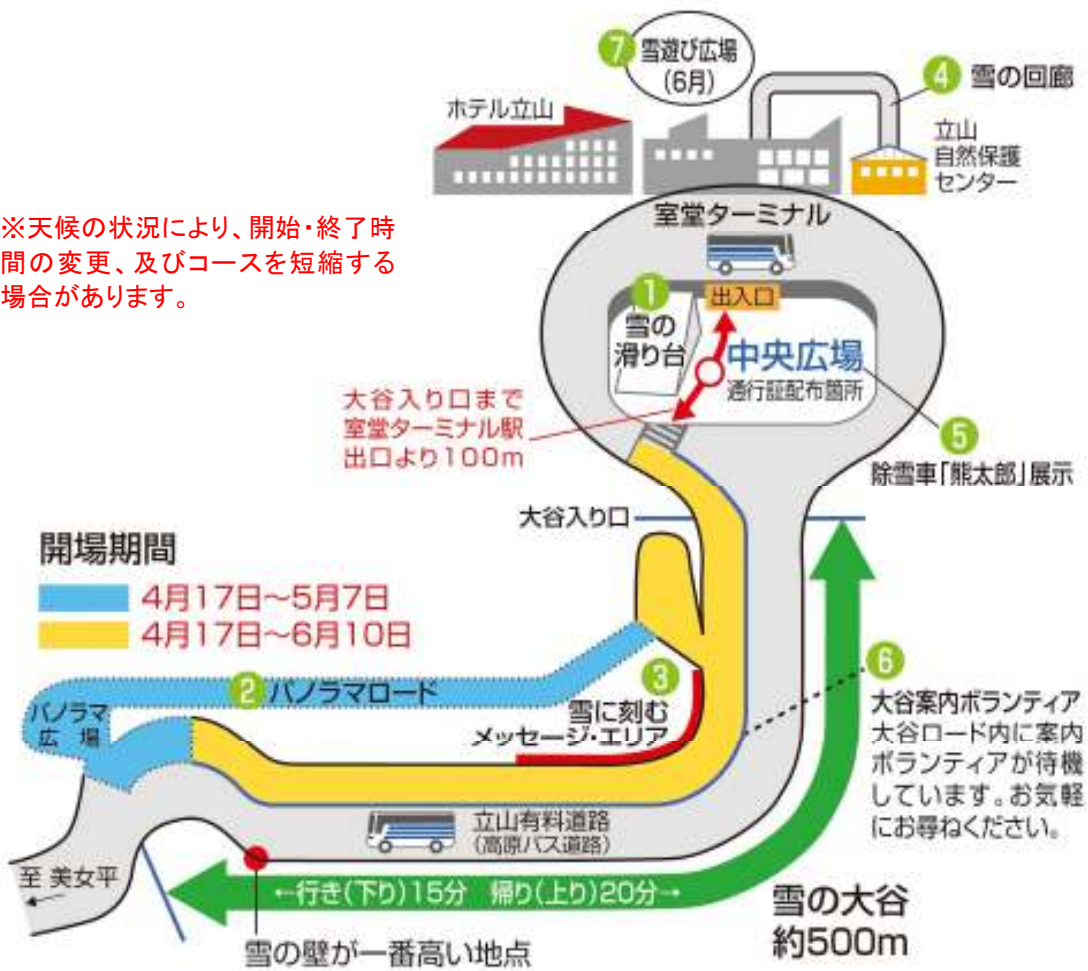 7
雪遊び広場
(6月)
4 雪の回廊
ホテル立山
立山
自然保護
センター
※天候の状況により、開始・終了時
間の変更、及びコースを短縮する
場合があります。
室堂ターミナル
1
雪の
滑り台
出入口
中央広場
通行証配布箇所
大谷入り口まで
室堂ターミナル駅
出口より100m
5
除雪車「熊太郎」展示
大谷入り口
開場期間
4月17日～5月7日
4月17日～6月10日
2 パノラマロード
パノラマ
広場
3
雪に刻む
メッセージ・エリア
6
大谷案内ボランティア
大谷ロード内に案内
ボランティアが待機
しています。お気軽
にお尋ねください。
立山有料道路
(高原バス道路)
至 美女平
←
←行き(下り)15分 帰り(上り)20分→
雪の大谷
約500m
雪の壁が一番高い地点